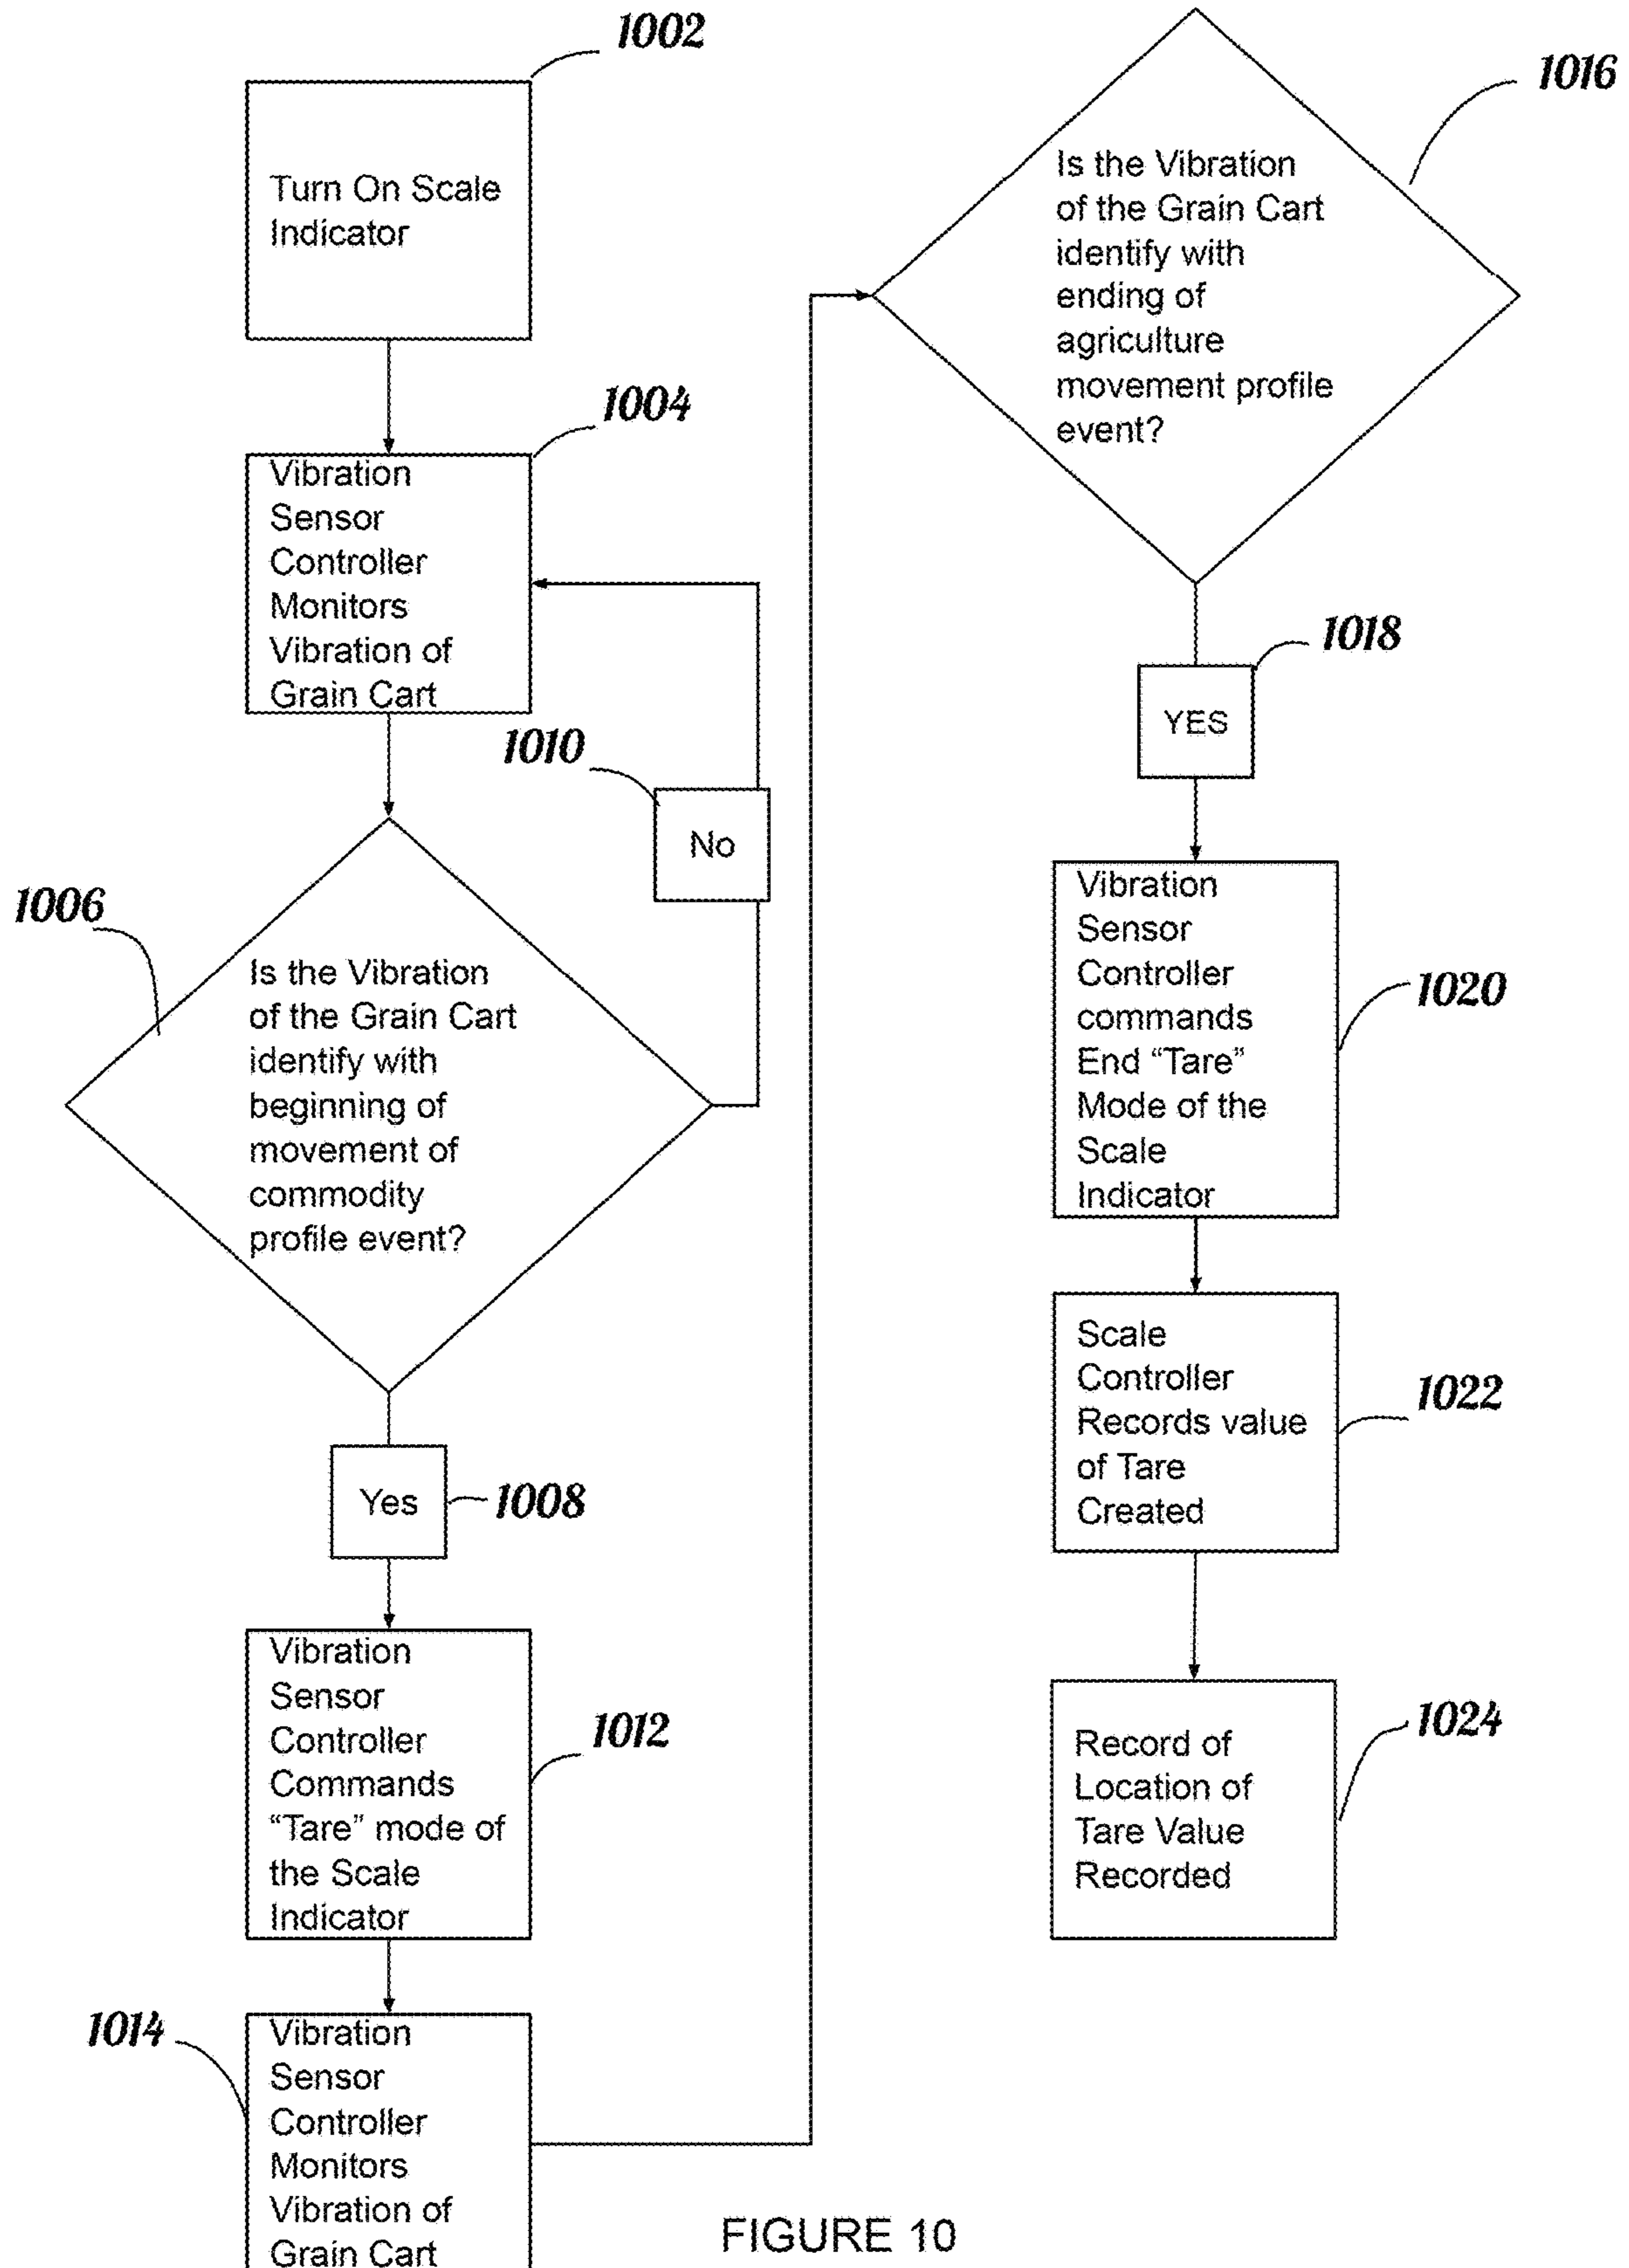 1002
Turn On Scale
Indicator
1004
Vibration
Sensor
Controller
Monitors
Vibration of
Grain Cart
1010
No
1006
Is the Vibration
of the Grain Cart
identify with
beginning of
movement of
commodity
profile event?
Yes
1008
Vibration
Sensor
Controller
Commands
“Tare” mode of
the Scale
Indicator
1012
1014
Vibration
Sensor
Controller
Monitors
Vibration of
Grain Cart
1016
Is the Vibration
of the Grain Cart
identify with
ending of
agriculture
movement profile
event?
1018
YES
Vibration
Sensor
Controller
commands
End “Tare”
Mode of the
Scale
Indicator
1020
Scale
Controller
Records value
of Tare
Created
1022
Record of
Location of
Tare Value
Recorded
1024
FIGURE 10